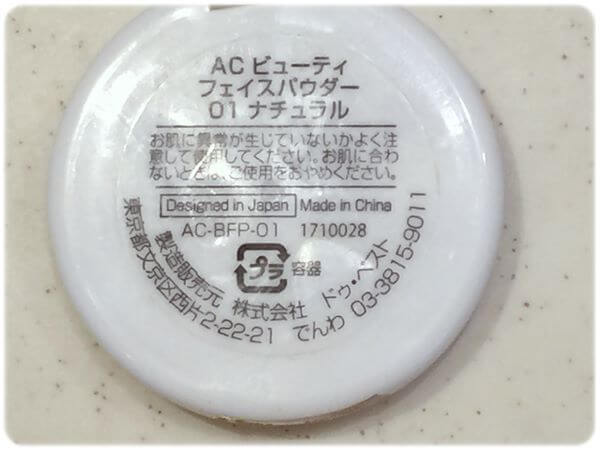 AC ビューティ
フェイスパウダー
01 ナチュラル
お肌に異常が生じていないかよく注
意して使用してください。お肌に合わ
ないときは、ご使用をおやめください。
Designed in Japan Made in China
AC-BFP-01 1710028
プラ 容器
製造販売元 株式会社 ドゥ・ベスト
東京都文京区西片2-22-21 でんわ 03-3815-9011